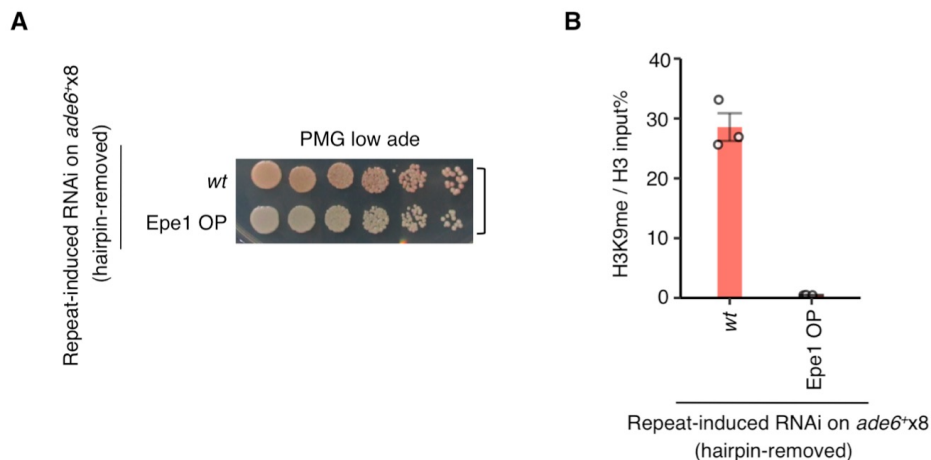 A
Repeat-induced RNAi on ade6⁺x8
(hairpin-removed)
PMG low ade
wt
Epe1 OP
B
H3K9me / H3 input%
40
30
20
10
0
wt
Epe1 OP
Repeat-induced RNAi on ade6⁺x8
(hairpin-removed)